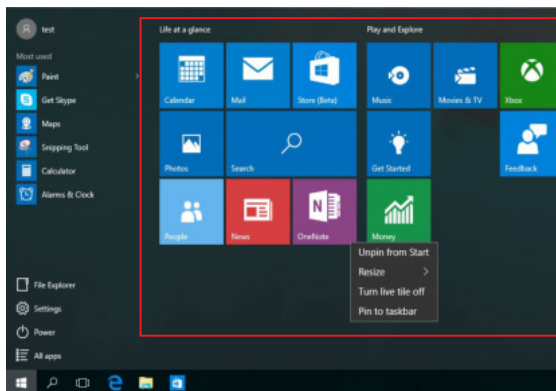 test
Most used
Paint
Get Skype
Maps
Snipping Tool
Calculator
Alarms & Clock
File Explorer
Settings
Power
All apps
Life at a glance
Calendar
Mail
Store (Beta)
Photos
Search
People
News
OneNote
Play and Explore
Music
Movies & TV
Xbox
Get Started
Feedback
Money
Unpin from Start
Resize
Turn live tile off
Pin to taskbar